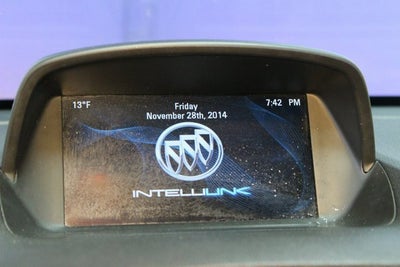 13°F
Friday
7:42 PM
November 28th, 2014
INTELLILINK